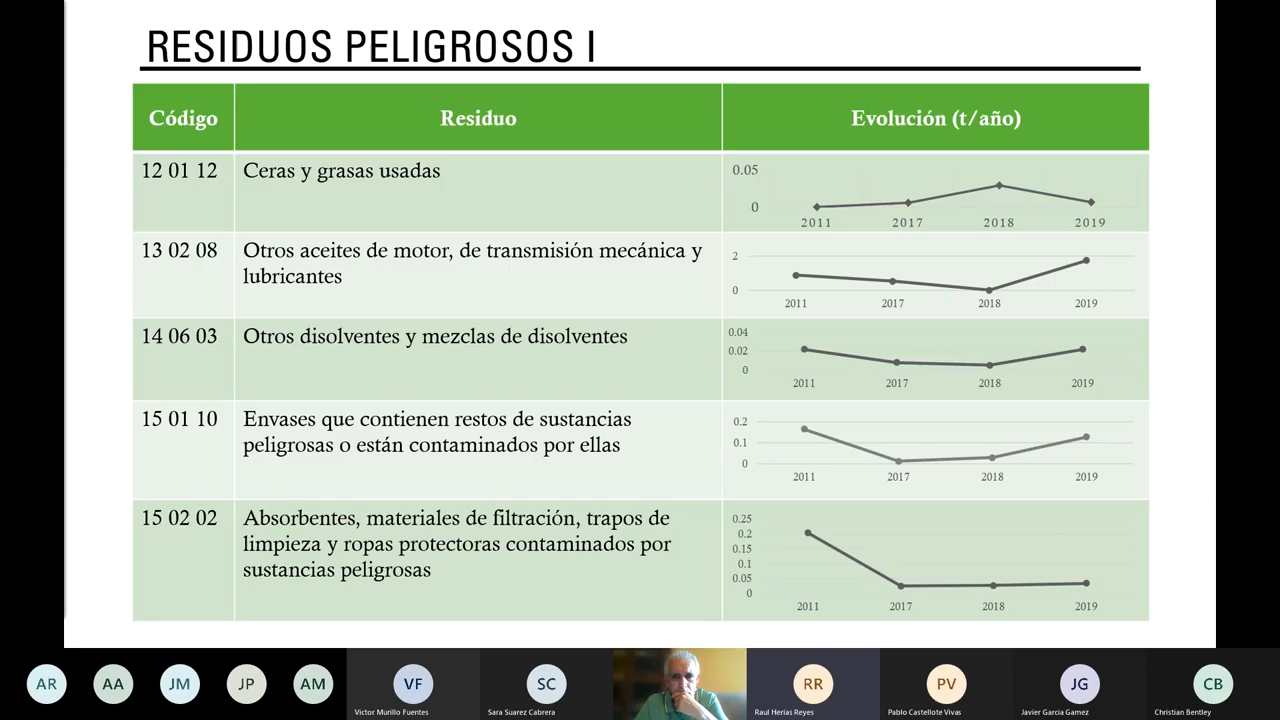 RESIDUOS PELIGROSOS I
Código
Residuo
Evolución (t/año)
12 01 12
Ceras y grasas usadas
0.05
0
2011
2017
2018
2019
13 02 08
Otros aceites de motor, de transmisión mecánica y
lubricantes
2
0
2011
2017
2018
2019
14 06 03
Otros disolventes y mezclas de disolventes
0.04
0.02
0
2011
2017
2018
2019
15 01 10
Envases que contienen restos de sustancias
peligrosas o están contaminados por ellas
0.2
0.1
0
2011
2017
2018
2019
15 02 02
Absorbentes, materiales de filtración, trapos de
limpieza y ropas protectoras contaminados por
sustancias peligrosas
0.25
0.2
0.15
0.1
0.05
0
2011
2017
2018
2019
AR
AA
JM
JP
AM
VF
SC
RR
PV
JG
CB
Victor Murillo Fuentes
Sara Suarez Cabrera
Raul Herias Reyes
Pablo Castellote Vivas
Javier Garcia Gamez
Christian Bentley